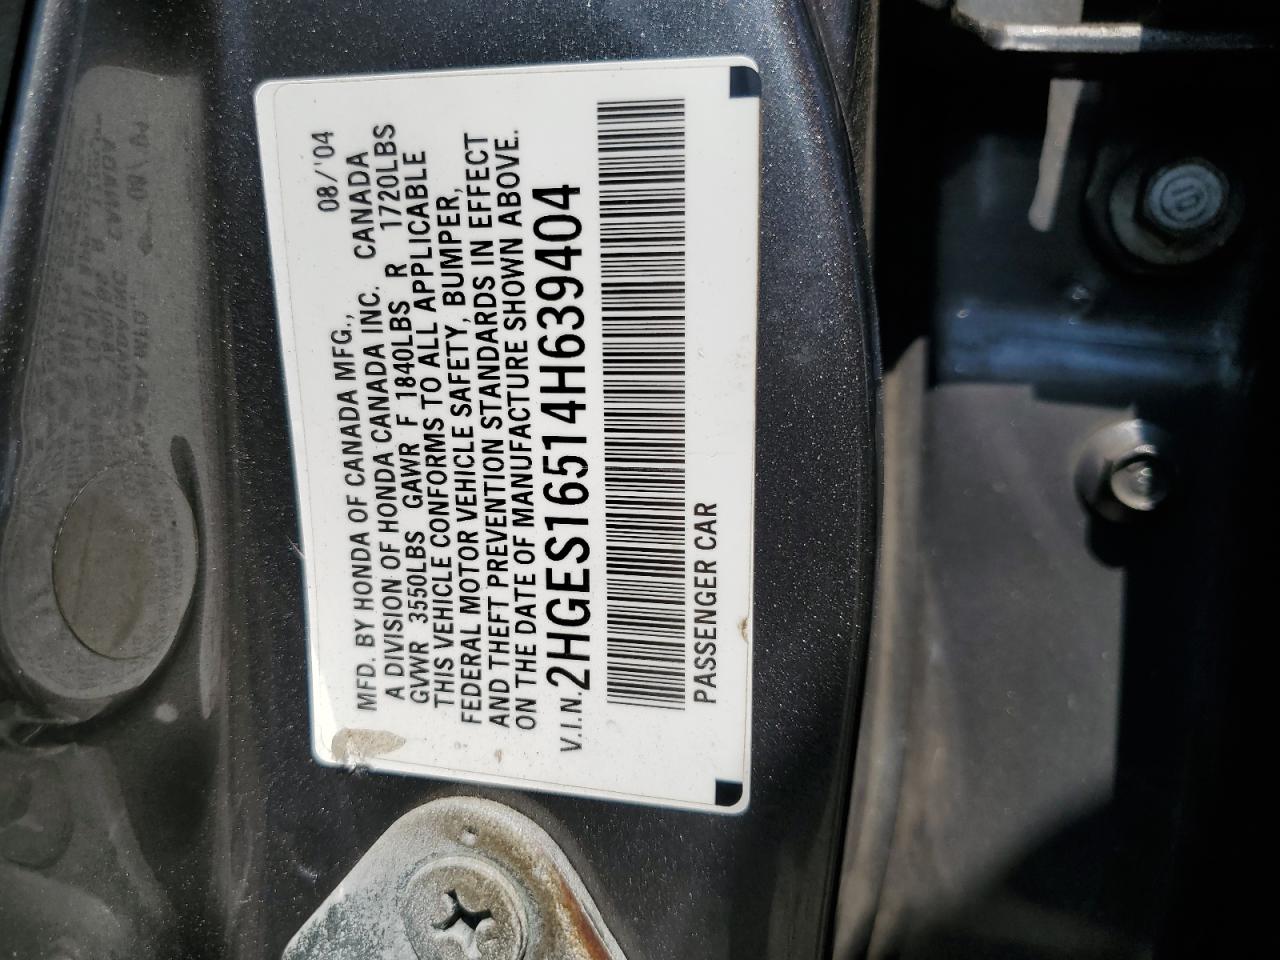 08/'04
MFD. BY HONDA OF CANADA MFG.,
A DIVISION OF HONDA CANADA INC. CANADA
GVWR 3550LBS GAWR F 1840LBS R 1720LBS
THIS VEHICLE CONFORMS TO ALL APPLICABLE
FEDERAL MOTOR VEHICLE SAFETY, BUMPER,
AND THEFT PREVENTION STANDARDS IN EFFECT
ON THE DATE OF MANUFACTURE SHOWN ABOVE.
V.I.N. 2HGES16514H639404
PASSENGER CAR